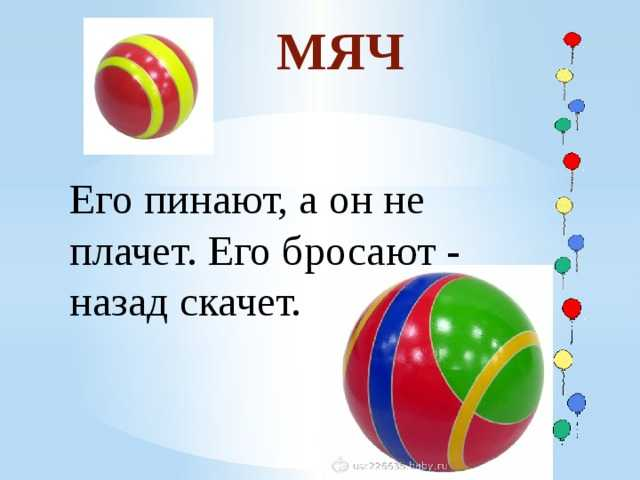 МЯЧ
Его пинают, а он не
плачет. Его бросают -
назад скачет.